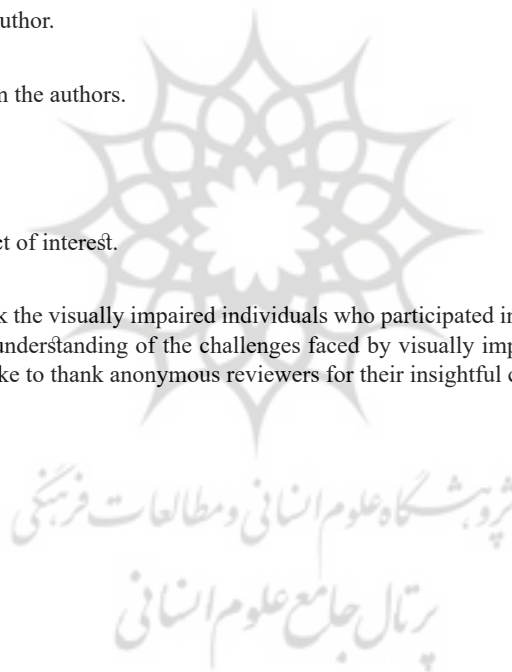 uthor.
n the authors.
ct of interest.
k the visually impaired individuals who participated in
understanding of the challenges faced by visually imp
ke to thank anonymous reviewers for their insightful c
پژوهشگاه علوم انسانی و مطالعات فرهنگی
پرتال جامع علوم انسانی